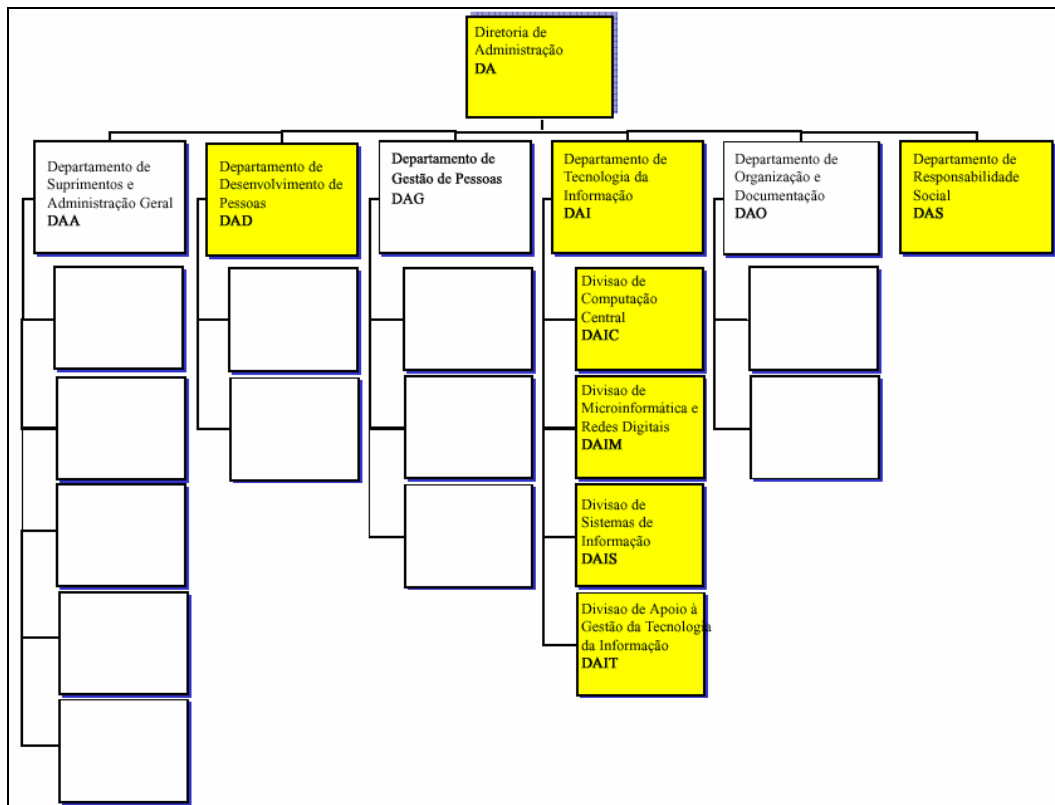 Diretoria de
Administração
DA
Departamento de
Suprimentos e
Administração Geral
DAA
Departamento de
Desenvolvimento de
Pessoas
DAD
Departamento de
Gestão de Pessoas
DAG
Departamento de
Tecnologia da
Informação
DAI
Departamento de
Organização e
Documentação
DAO
Departamento de
Responsabilidade
Social
DAS
Divisao de
Computação
Central
DAIC
Divisao de
Microinformática e
Redes Digitais
DAIM
Divisao de
Sistemas de
Informação
DAIS
Divisao de Apoio à
Gestão da Tecnologia
da Informação
DAIT